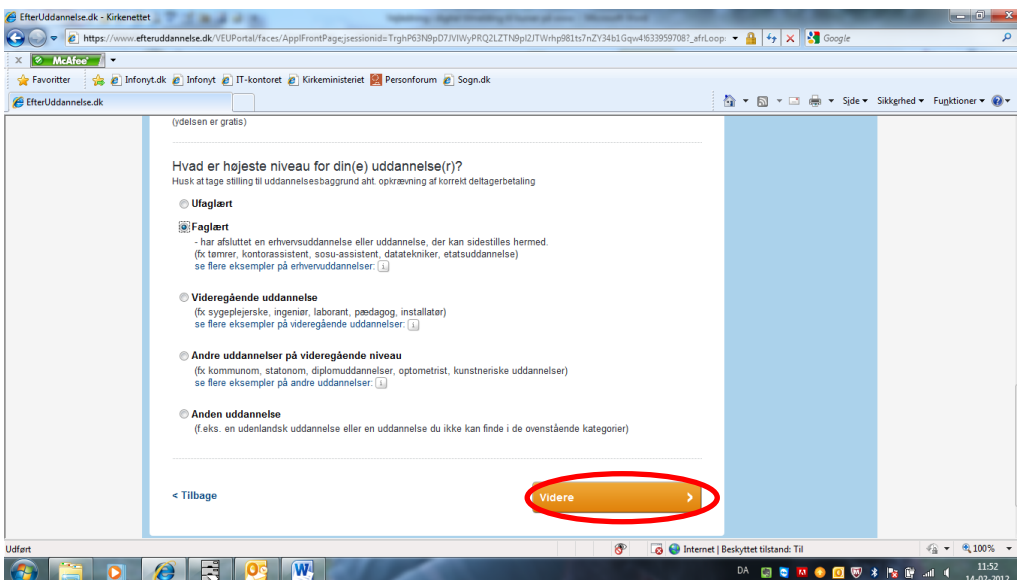 EfterUddannelse.dk - Kirkenettet
https://www.efteruddannelse.dk/VEUPortal/faces/ApplFrontPage;jsessionid=TrghP63N9pD7JVlWyPRQ2LZTN9pl2JTWrhp981ts7nZY34b1Gqw4!633959708?_afrLoop:
Google
x McAfee
Favoritter Infonyt.dk Infonyt IT-kontoret Kirkeministeriet Personforum Sogn.dk
EfterUddannelse.dk
Side Sikkerhed Funktioner
(ydelsen er gratis)
Hvad er højeste niveau for din(e) uddannelse(r)?
Husk at tage stilling til uddannelsesbaggrund aht. opkrævning af korrekt deltagerbetaling
Ufaglært
Faglært
- har afsluttet en erhvervsuddannelse eller uddannelse, der kan sidestilles hermed.
(fx tømrer, kontorassistent, sosu-assistent, datatekniker, etatsuddannelse)
se flere eksempler på erhvervuddannelser: i
Videregående uddannelse
(fx sygeplejerske, ingeniør, laborant, pædagog, installatør)
se flere eksempler på videregående uddannelser: i
Andre uddannelser på videregående niveau
(fx kommunom, statonom, diplomuddannelser, optometrist, kunstneriske uddannelser)
se flere eksempler på andre uddannelser: i
Anden uddannelse
(f.eks. en udenlandsk uddannelse eller en uddannelse du ikke kan finde i de ovenstående kategorier)
< Tilbage
Videre >
Udført
Internet | Beskyttet tilstand: Til
100%
DA
11:52
14-02-2012